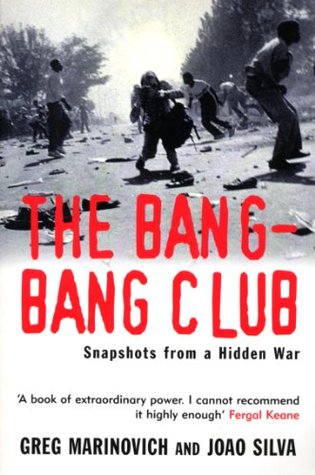 THE BANG-
BANG CLUB
Snapshots from a Hidden War
'A book of extraordinary power. I cannot recommend
it highly enough' Fergal Keane
GREG MARINOVICH AND JOAO SILVA